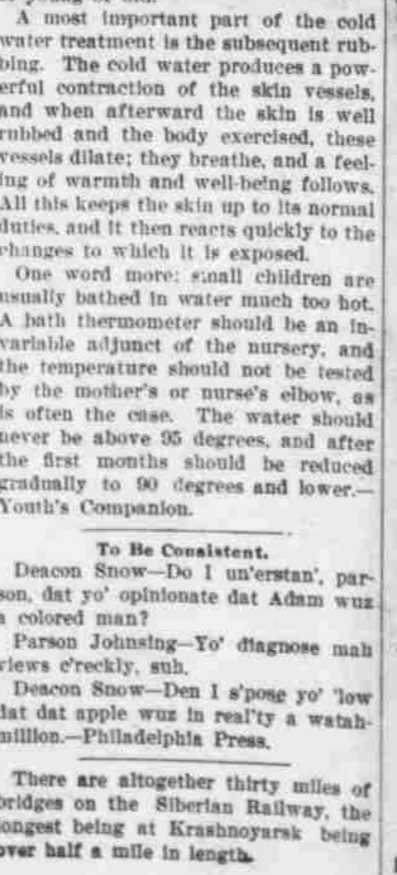 A most important part of the cold
water treatment is the subsequent rub-
bing. The cold water produces a pow-
erful contraction of the skin vessels,
and when afterward the skin is well
rubbed and the body exercised, these
vessels dilate; they breathe, and a feel-
ing of warmth and well-being follows.
All this keeps the skin up to its normal
duties, and it then reacts quickly to the
changes to which it is exposed.
One word more: small children are
usually bathed in water much too hot.
A bath thermometer should be an in-
variable adjunct of the nursery, and
the temperature should not be tested
by the mother's or nurse's elbow, as
is often the case. The water should
never be above 95 degrees, and after
the first months should be reduced
gradually to 90 degrees and lower.—
Youth's Companion.
To Be Consistent.
Deacon Snow—Do I un'erstan', par-
son, dat yo' opinionate dat Adam wuz
a colored man?
Parson Johnsing—Yo' diagnose mah
views c'reckly, suh.
Deacon Snow—Den I s'pose yo' 'low
dat dat apple wuz in real'ty a watah-
million.—Philadelphia Press.
There are altogether thirty miles of
bridges on the Siberian Railway, the
longest being at Krashnoyarsk being
over half a mile in length.